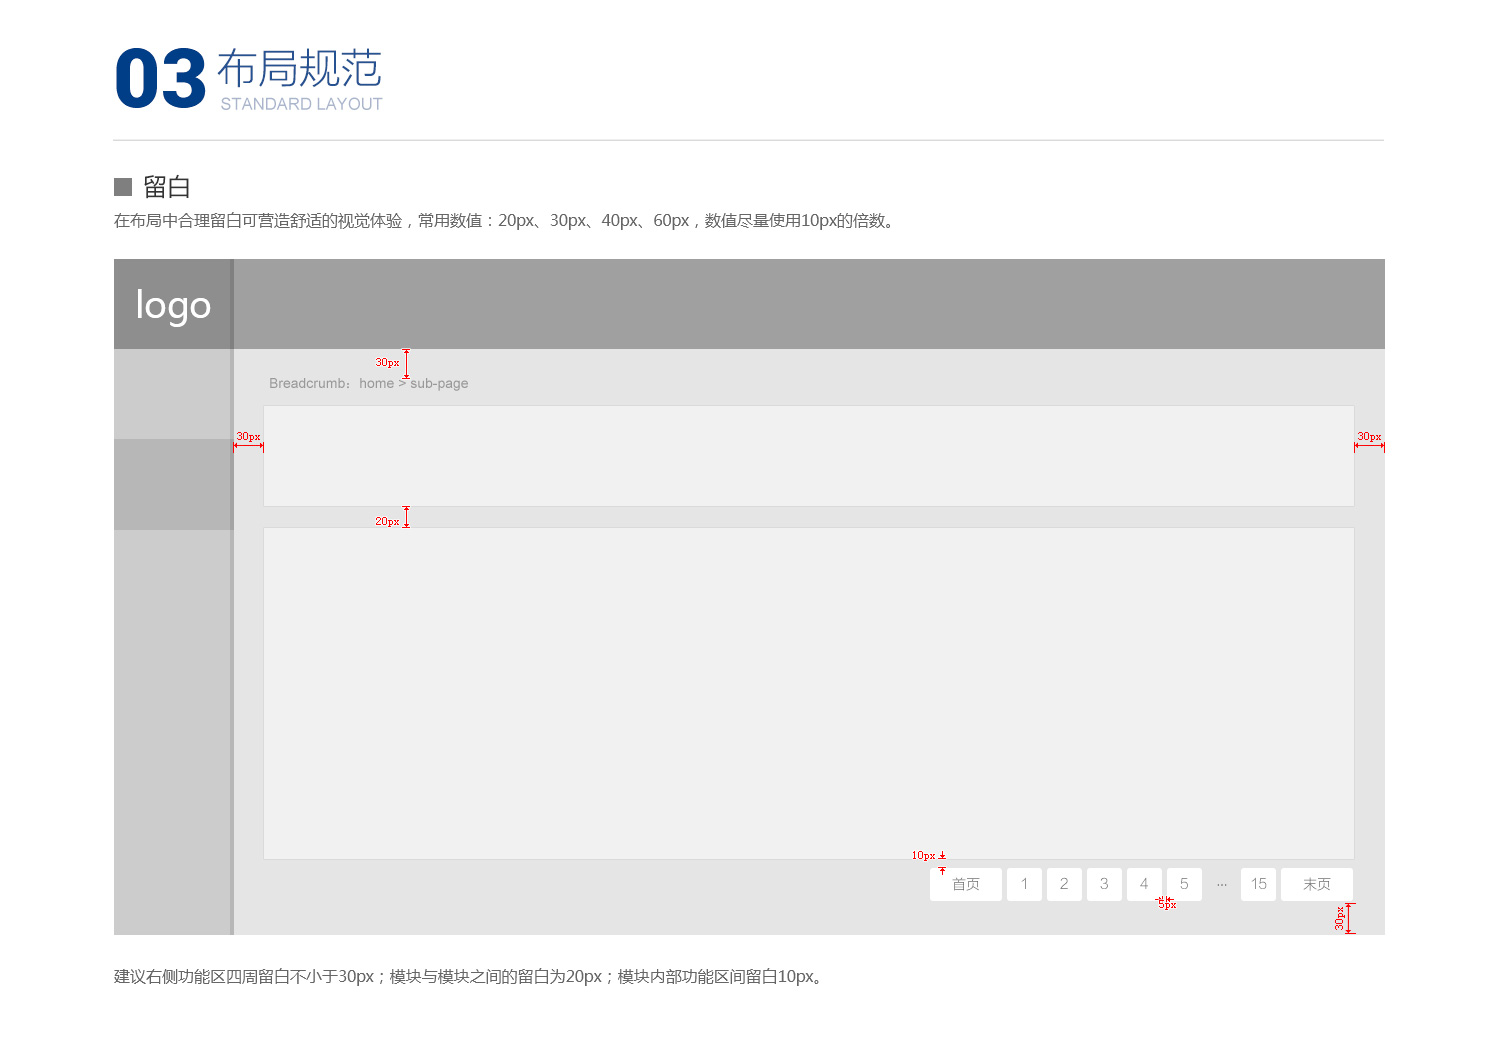 03 布局规范
STANDARD LAYOUT
留白
在布局中合理留白可营造舒适的视觉体验，常用数值：20px、30px、40px、60px，数值尽量使用10px的倍数。
logo
30px
Breadcrumb：home > sub-page
30px
30px
20px
10px
首页 1 2 3 4 5 ··· 15 末页
5px
30px
建议右侧功能区四周留白不小于30px；模块与模块之间的留白为20px；模块内部功能区间留白10px。